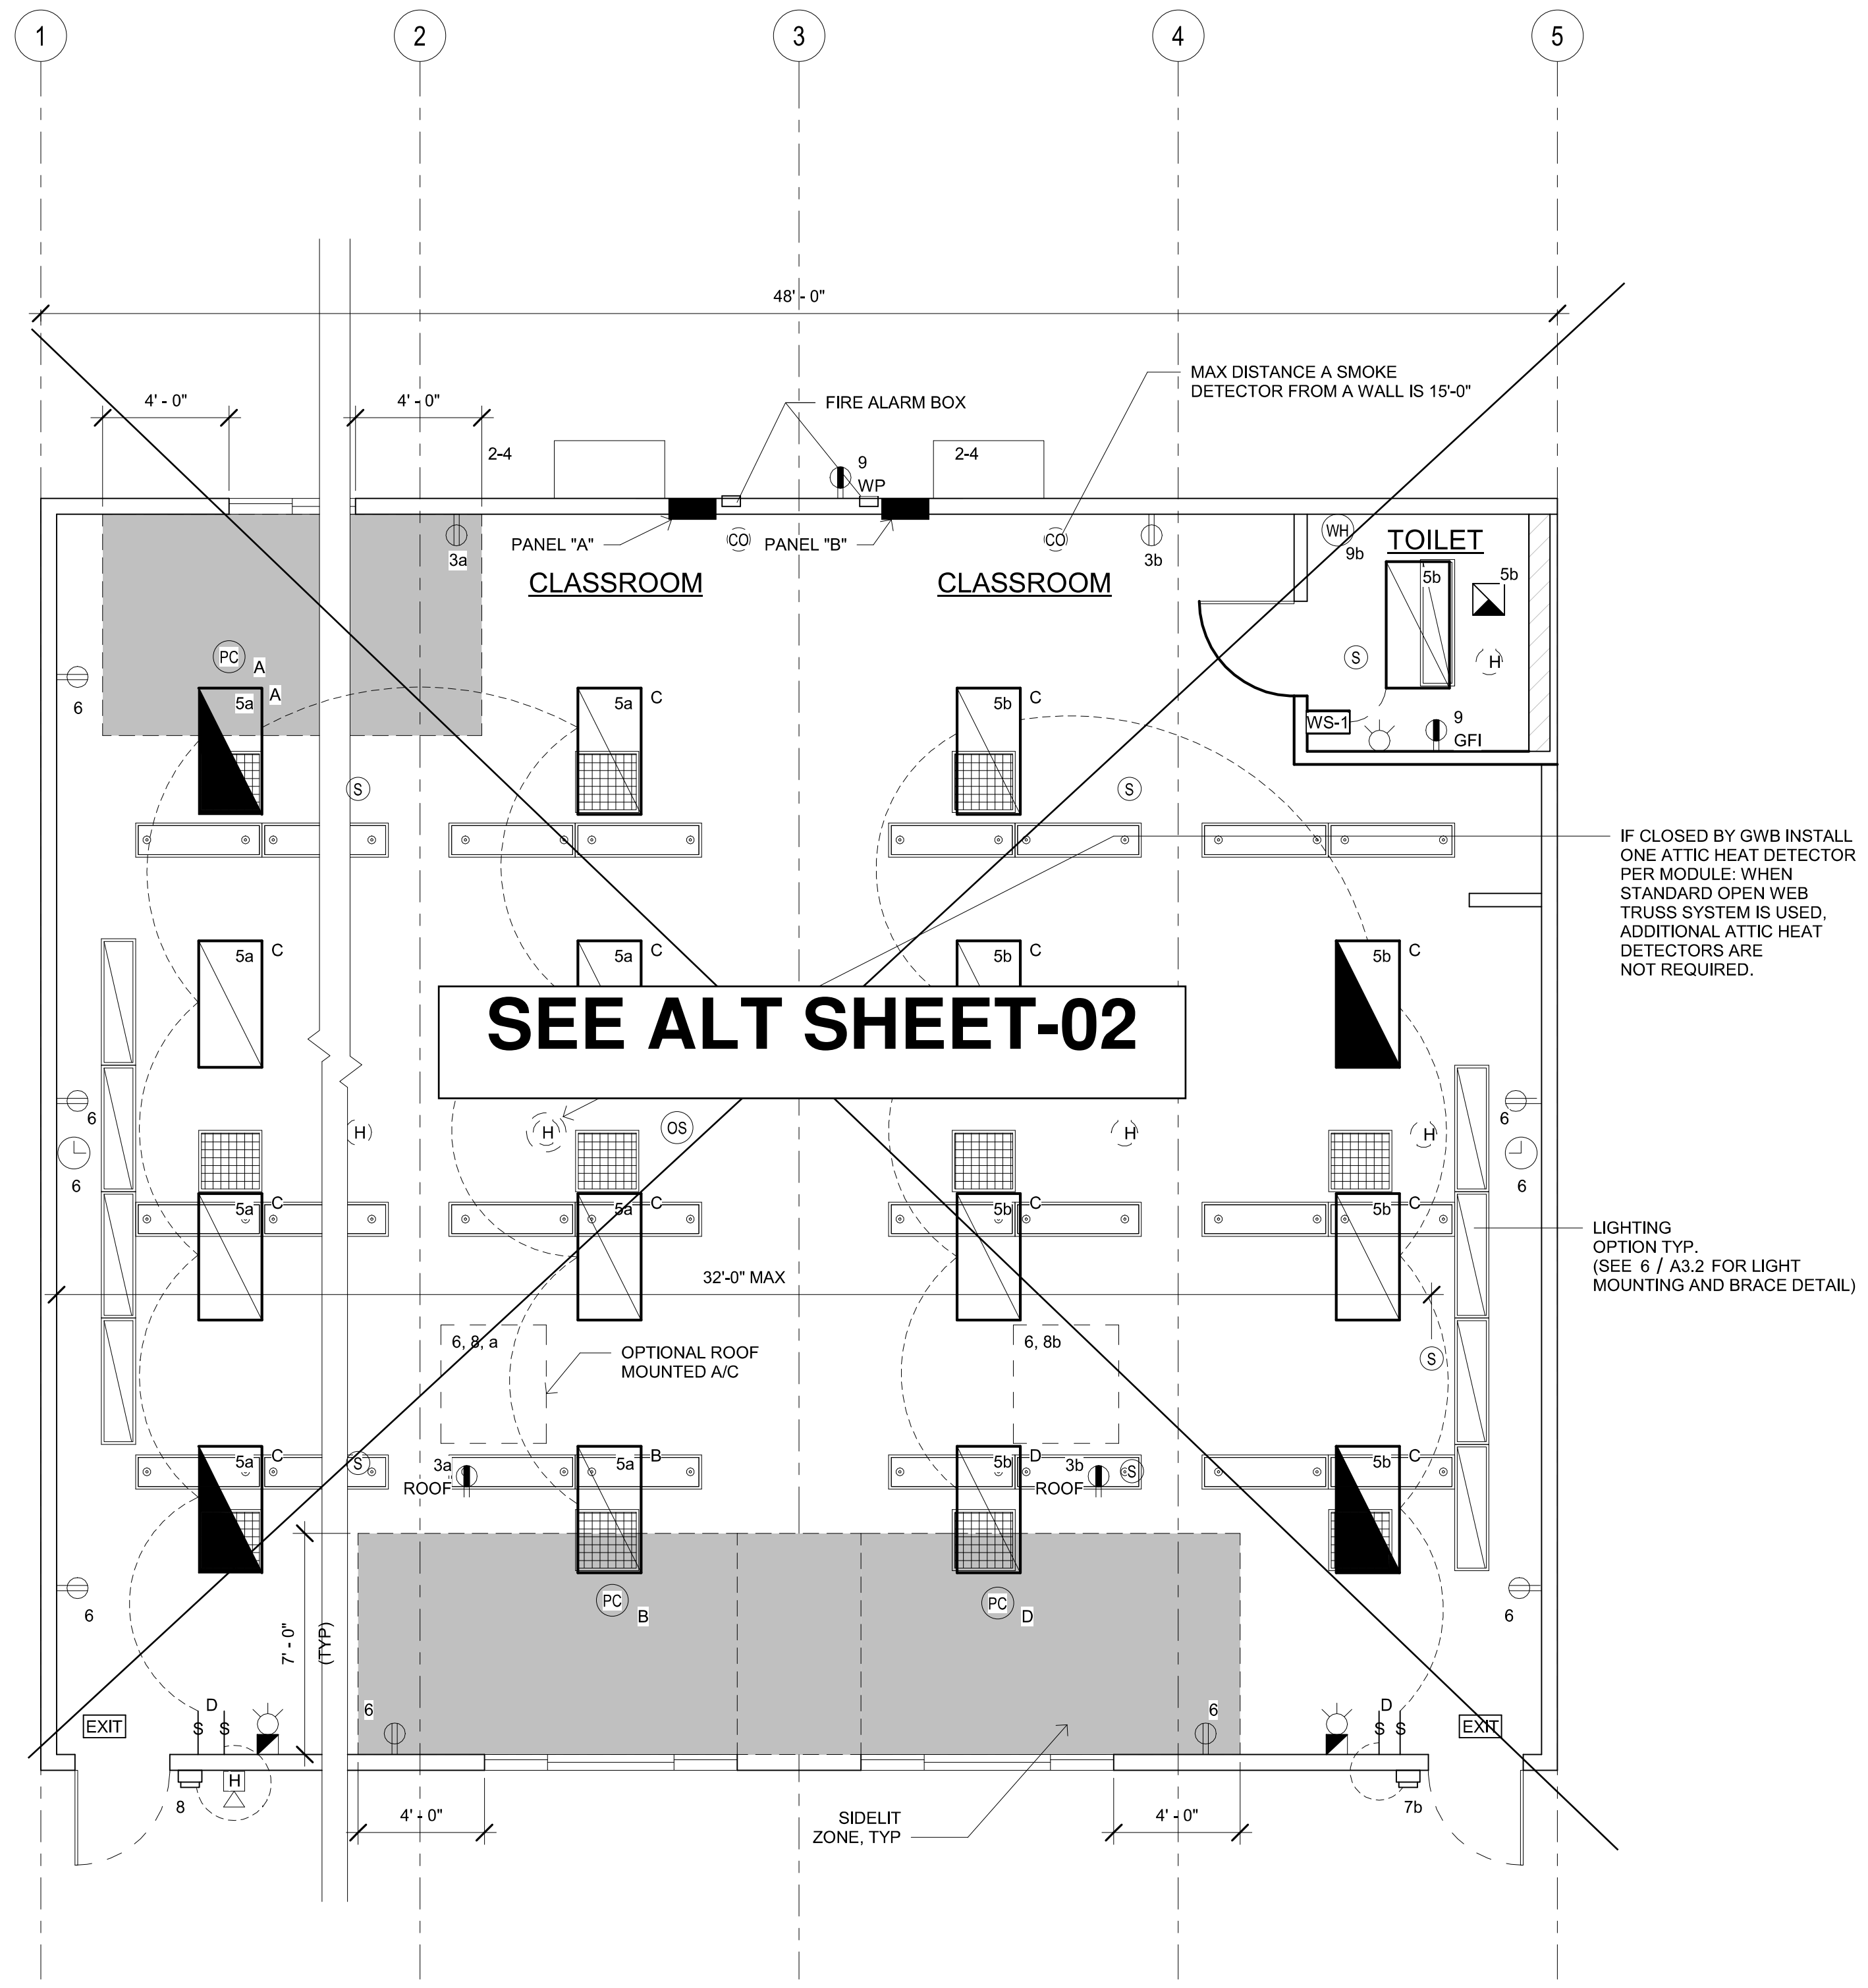 1 2 3 4 5
48' - 0"
MAX DISTANCE A SMOKE
DETECTOR FROM A WALL IS 15'-0"
4' - 0" 4' - 0"
FIRE ALARM BOX
2-4 2-4
9
WP
PANEL "A" CO PANEL "B" CO
3a 3b
WH
9b
TOILET
CLASSROOM CLASSROOM
5b 5b
PC A
S H
6
5a A 5a C 5b C
WS-1
9
GFI
S S
IF CLOSED BY GWB INSTALL
ONE ATTIC HEAT DETECTOR
PER MODULE: WHEN
STANDARD OPEN WEB
TRUSS SYSTEM IS USED,
ADDITIONAL ATTIC HEAT
DETECTORS ARE
NOT REQUIRED.
5a C 5a C 5b C 5b C
SEE ALT SHEET-02
6 6
H H OS H H
6 6
5a C 5a C 5b C 5b C
LIGHTING
OPTION TYP.
(SEE 6 / A3.2 FOR LIGHT
MOUNTING AND BRACE DETAIL)
32'-0" MAX
6, 8, a 6, 8b
OPTIONAL ROOF
MOUNTED A/C
S
5a C S 5a B 5b D 5b C
3a
ROOF
3b
ROOF
S
PC B PC D
6 6
7' - 0"
(TYP)
6 6
EXIT D D EXIT
S S S S
8 H 7b
4' - 0" 4' - 0"
SIDELIT
ZONE, TYP